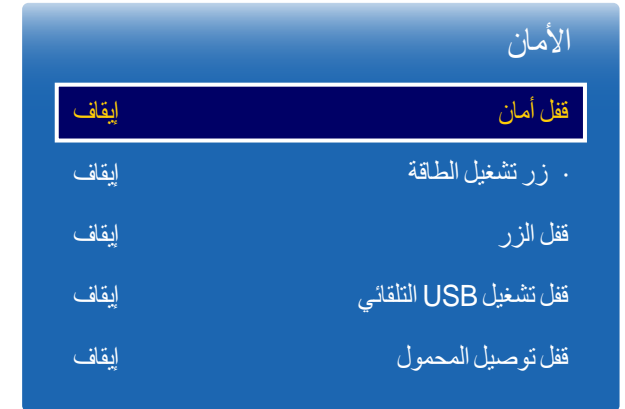 الأمان
قفل أمان إيقاف
· زر تشغيل الطاقة إيقاف
قفل الزر إيقاف
قفل تشغيل USB التلقائي إيقاف
قفل توصيل المحمول إيقاف